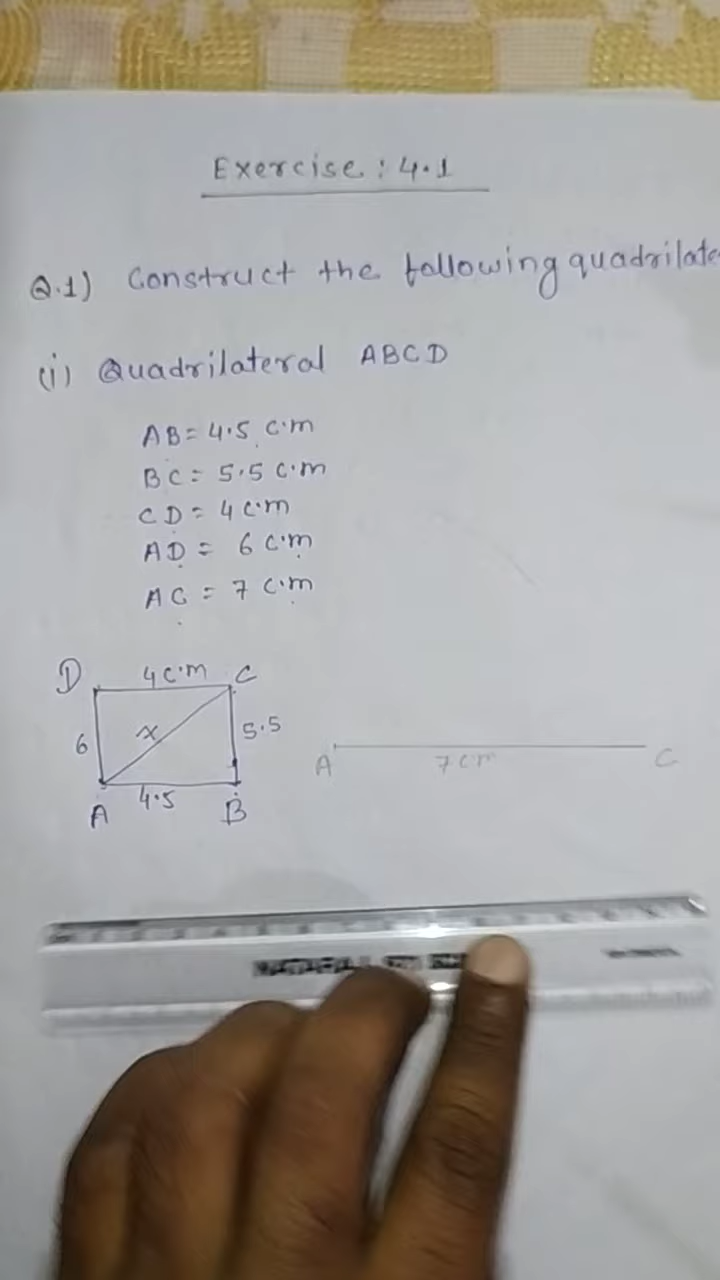 Exercise : 4.1
Q.1) Construct the following quadrilate
(i) Quadrilateral ABCD
AB = 4.5 c.m
BC = 5.5 c.m
CD = 4 c.m
AD = 6 c.m
AC = 7 c.m
D 4 c.m C
6 x 5.5
A 4.5 B
A 7 cm C
NATARAJ